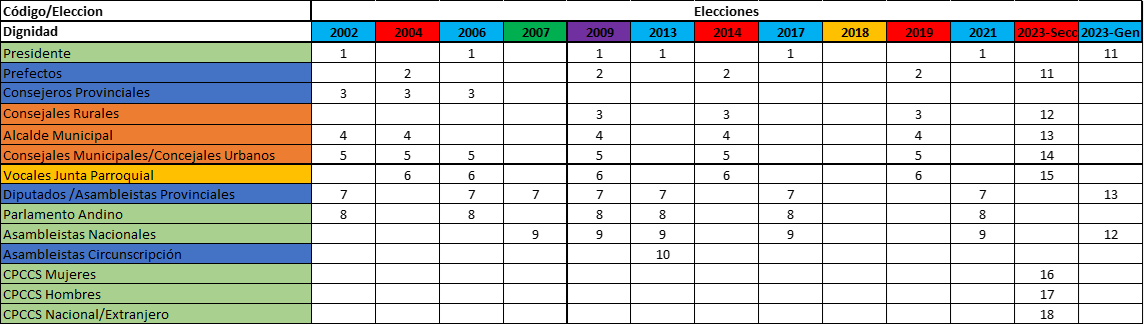 Código/Eleccion Elecciones
Dignidad 2002 2004 2006 2007 2009 2013 2014 2017 2018 2019 2021 2023-Secc 2023-Gen
Presidente 1 1 1 1 1 1 11
Prefectos 2 2 2 2 11
Consejeros Provinciales 3 3 3
Consejales Rurales 3 3 3 12
Alcalde Municipal 4 4 4 4 4 13
Consejales Municipales/Concejales Urbanos 5 5 5 5 5 5 14
Vocales Junta Parroquial 6 6 6 6 6 15
Diputados /Asambleistas Provinciales 7 7 7 7 7 7 7 13
Parlamento Andino 8 8 8 8 8 8
Asambleistas Nacionales 9 9 9 9 9 12
Asambleistas Circunscripción 10
CPCCS Mujeres 16
CPCCS Hombres 17
CPCCS Nacional/Extranjero 18